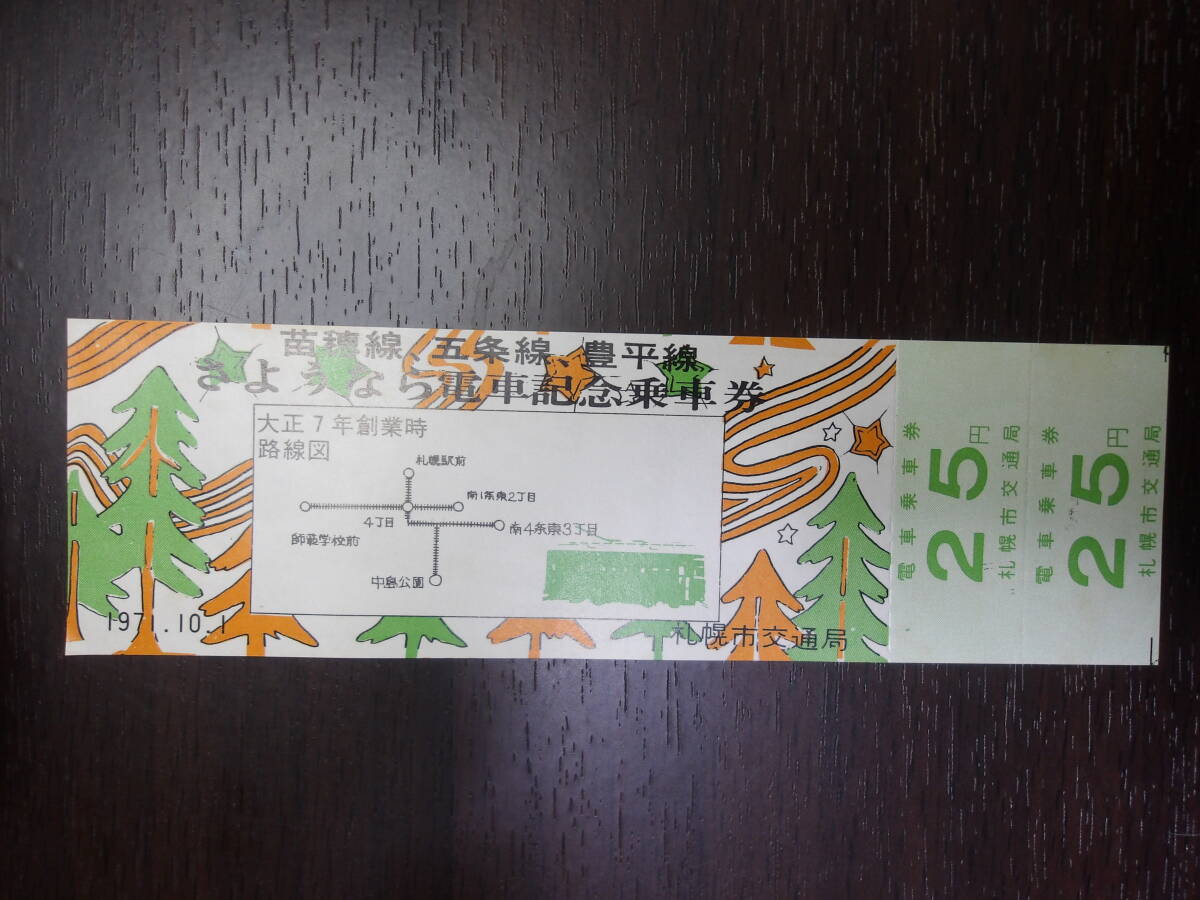 苗穂線、五条線、豊平線
さようなら電車記念乗車券
大正7年創業時
路線図
札幌駅前
南1条東2丁目
4丁目
南4条東3丁目
師範学校前
中島公園
1971.10.1
札幌市交通局
電車乗車券
25円
札幌市交通局
電車乗車券
25円
札幌市交通局